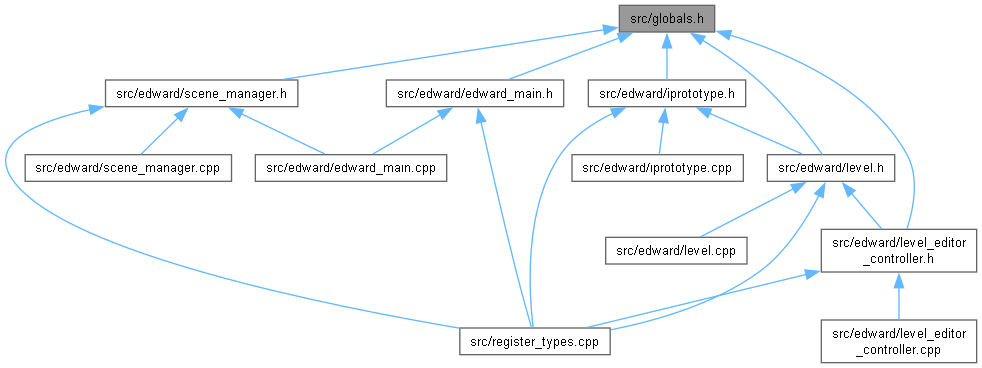 src/globals.h
src/edward/scene_manager.h
src/edward/edward_main.h
src/edward/iprototype.h
src/edward/scene_manager.cpp
src/edward/edward_main.cpp
src/edward/iprototype.cpp
src/edward/level.h
src/edward/level.cpp
src/edward/level_editor
_controller.h
src/register_types.cpp
src/edward/level_editor
_controller.cpp